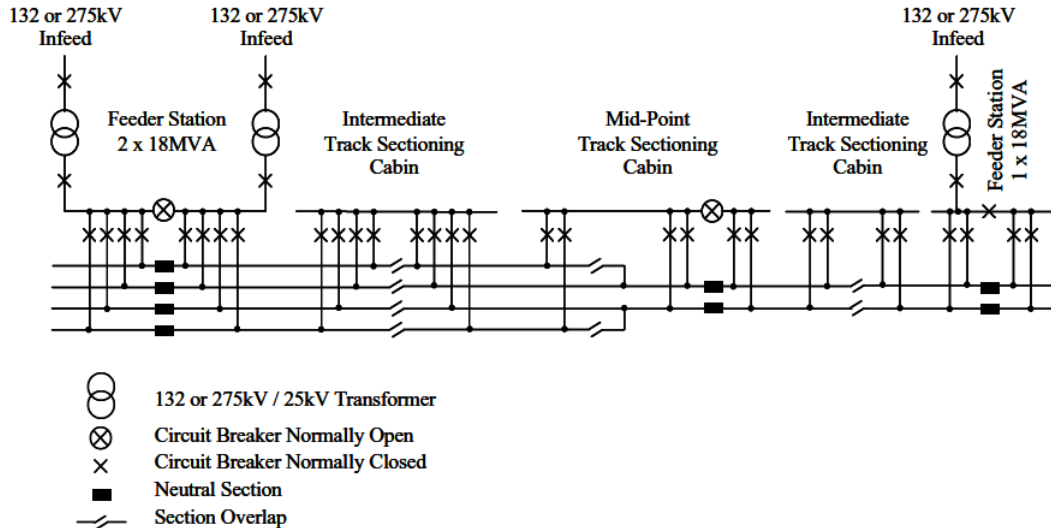 132 or 275kV
Infeed
132 or 275kV
Infeed
132 or 275kV
Infeed
Feeder Station
2 x 18MVA
Intermediate
Track Sectioning
Cabin
Mid-Point
Track Sectioning
Cabin
Intermediate
Track Sectioning
Cabin
Feeder Station
1 x 18MVA
132 or 275kV / 25kV Transformer
Circuit Breaker Normally Open
Circuit Breaker Normally Closed
Neutral Section
Section Overlap